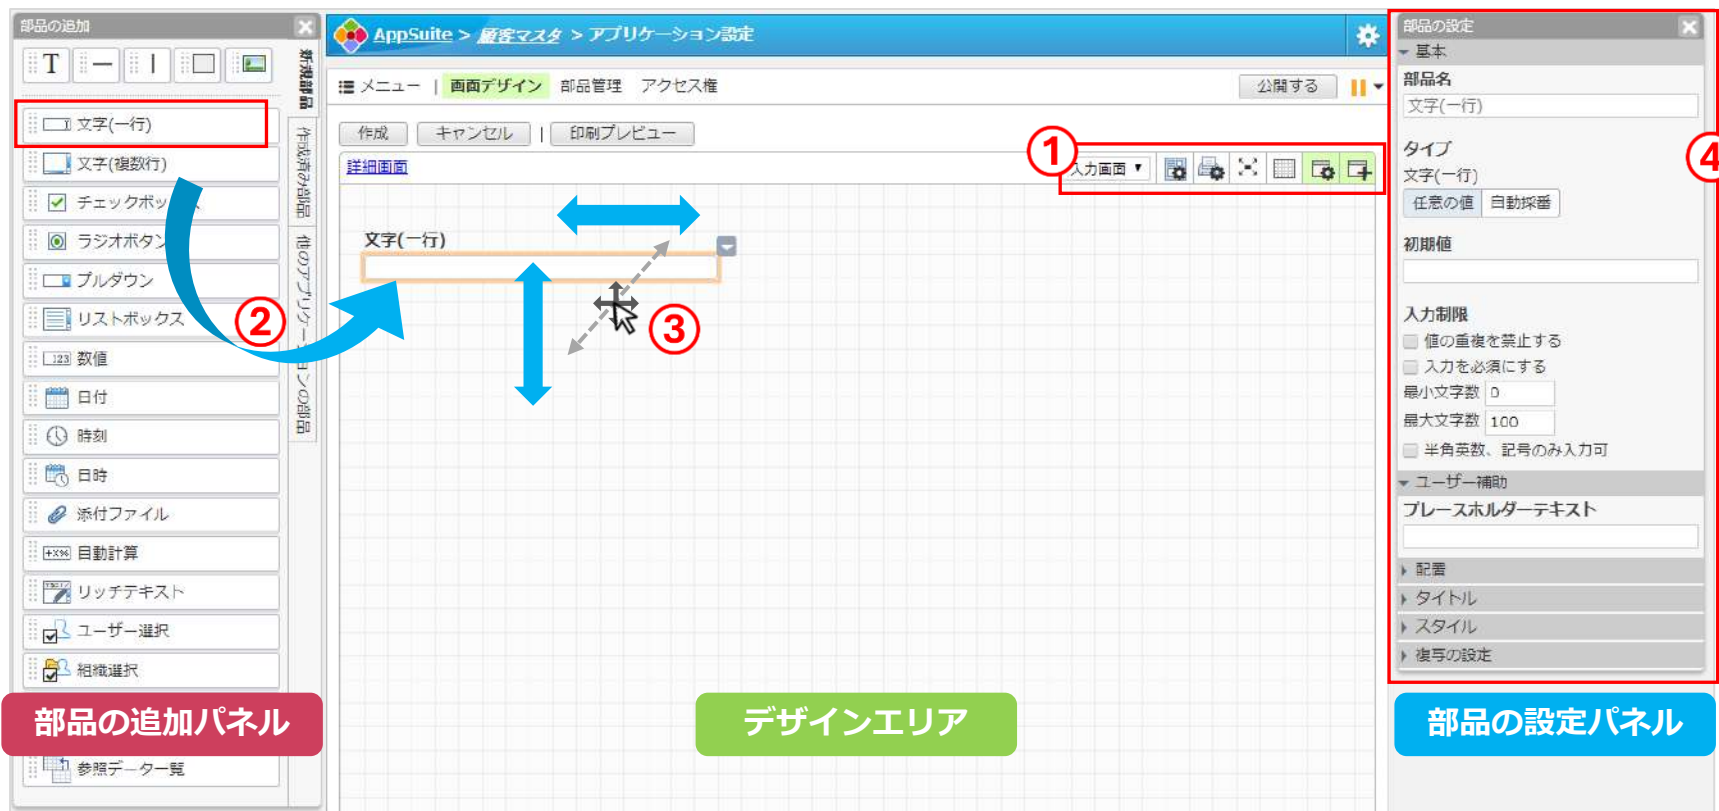 部品の追加
T
新規部品
作成済み部品
他のアプリケーションの部品
文字(一行)
文字(複数行)
チェックボックス
ラジオボタン
プルダウン
リストボックス
123 数値
日付
時刻
日時
添付ファイル
+X% 自動計算
リッチテキスト
ユーザー選択
組織選択
部品の追加パネル
参照データ一覧
②
AppSuite > 顧客マスタ > アプリケーション設定
メニュー | 画面デザイン 部品管理 アクセス権
公開する
作成 キャンセル | 印刷プレビュー
詳細画面
①
入力画面
文字(一行)
③
デザインエリア
部品の設定
基本
部品名
文字(一行)
タイプ
文字(一行)
任意の値 自動採番
④
初期値
入力制限
値の重複を禁止する
入力を必須にする
最小文字数 0
最大文字数 100
半角英数、記号のみ入力可
ユーザー補助
プレースホルダーテキスト
配置
タイトル
スタイル
複写の設定
部品の設定パネル